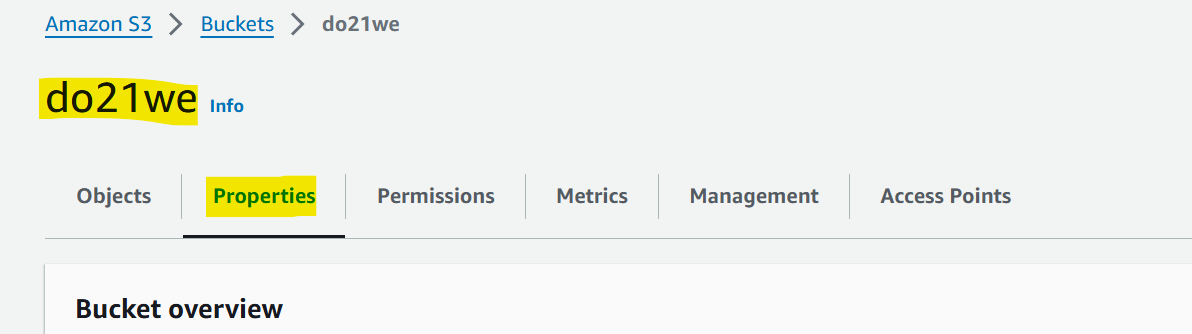 Amazon S3 > Buckets > do21we
do21we Info
Objects Properties Permissions Metrics Management Access Points
Bucket overview